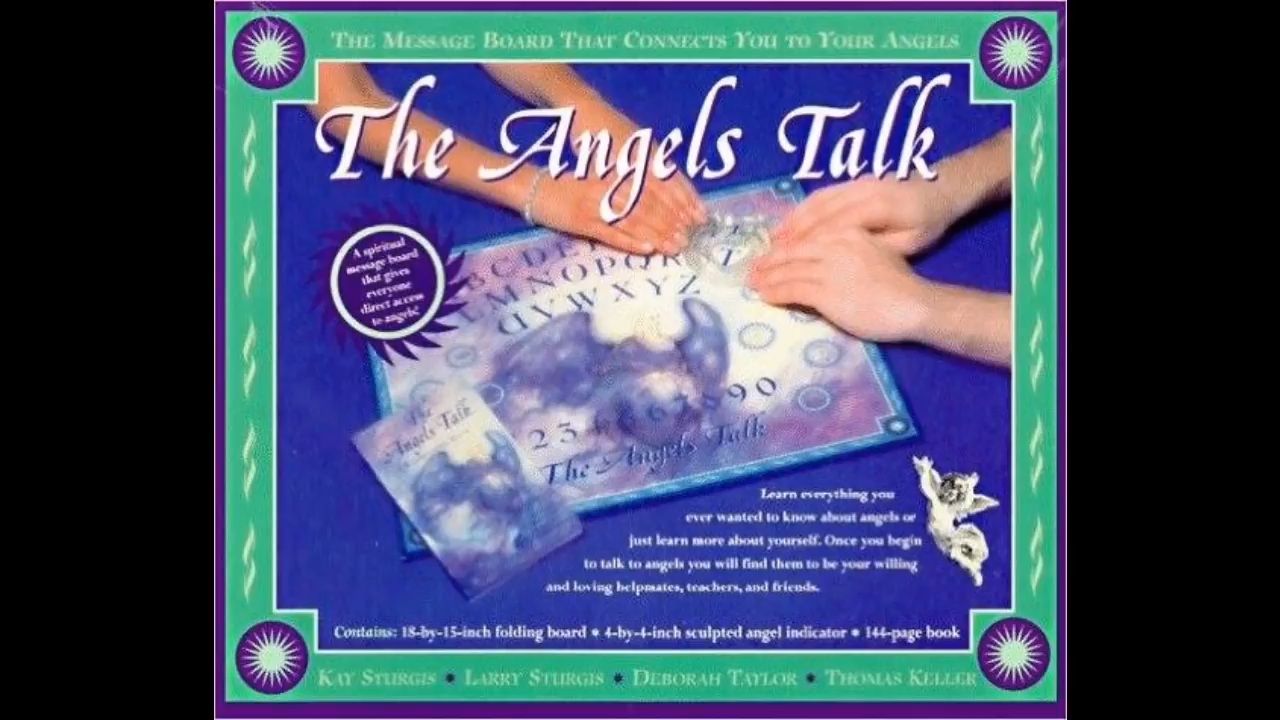 THE MESSAGE BOARD THAT CONNECTS YOU TO YOUR ANGELS
The Angels Talk
A spiritual
message board
that gives
everyone
direct access
to angels!
BCDE
MNOPQR
T
UVWXYZ
234567890
The Angels Talk
The
Angels Talk
Learn everything you
ever wanted to know about angels or
just learn more about yourself. Once you begin
to talk to angels you will find them to be your willing
and loving helpmates, teachers, and friends.
Contains: 18-by-15-inch folding board * 4-by-4-inch sculpted angel indicator * 144-page book
KAY STURGIS * LARRY STURGIS * DEBORAH TAYLOR * THOMAS KELLER